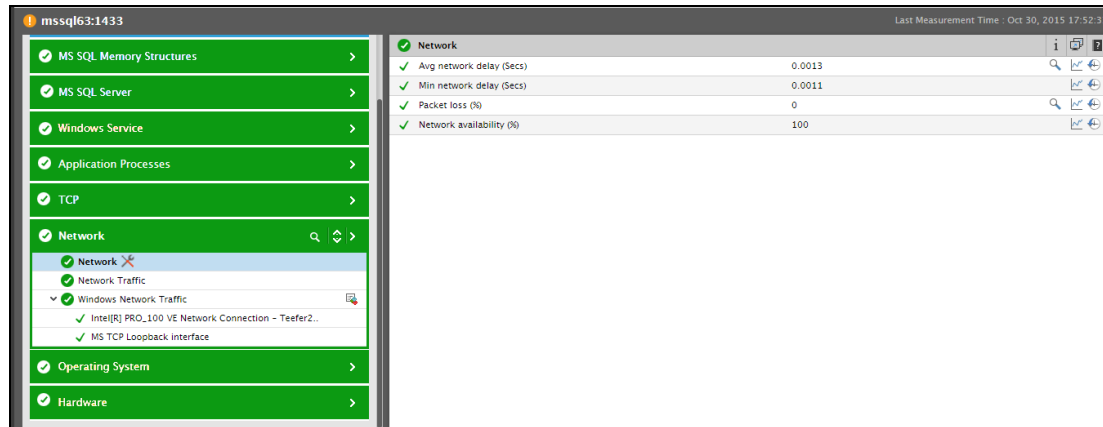 mssql63:1433
Last Measurement Time : Oct 30, 2015 17:52:3
MS SQL Memory Structures
MS SQL Server
Windows Service
Application Processes
TCP
Network
Network
Network Traffic
Windows Network Traffic
Intel[R] PRO_100 VE Network Connection - Teefer2..
MS TCP Loopback interface
Operating System
Hardware
Network
Avg network delay (Secs) 0.0013
Min network delay (Secs) 0.0011
Packet loss (%) 0
Network availability (%) 100